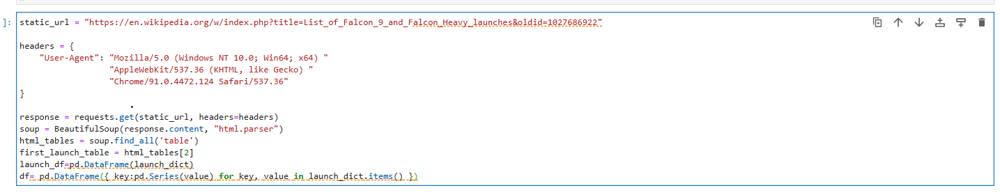 ]: static_url = "https://en.wikipedia.org/w/index.php?title=List_of_Falcon_9_and_Falcon_Heavy_launches&oldid=1027686922"
headers = {
    "User-Agent": "Mozilla/5.0 (Windows NT 10.0; Win64; x64) "
                  "AppleWebKit/537.36 (KHTML, like Gecko) "
                  "Chrome/91.0.4472.124 Safari/537.36"
}
response = requests.get(static_url, headers=headers)
soup = BeautifulSoup(response.content, "html.parser")
html_tables = soup.find_all('table')
first_launch_table = html_tables[2]
launch_df=pd.DataFrame(launch_dict)
df= pd.DataFrame({ key:pd.Series(value) for key, value in launch_dict.items() })